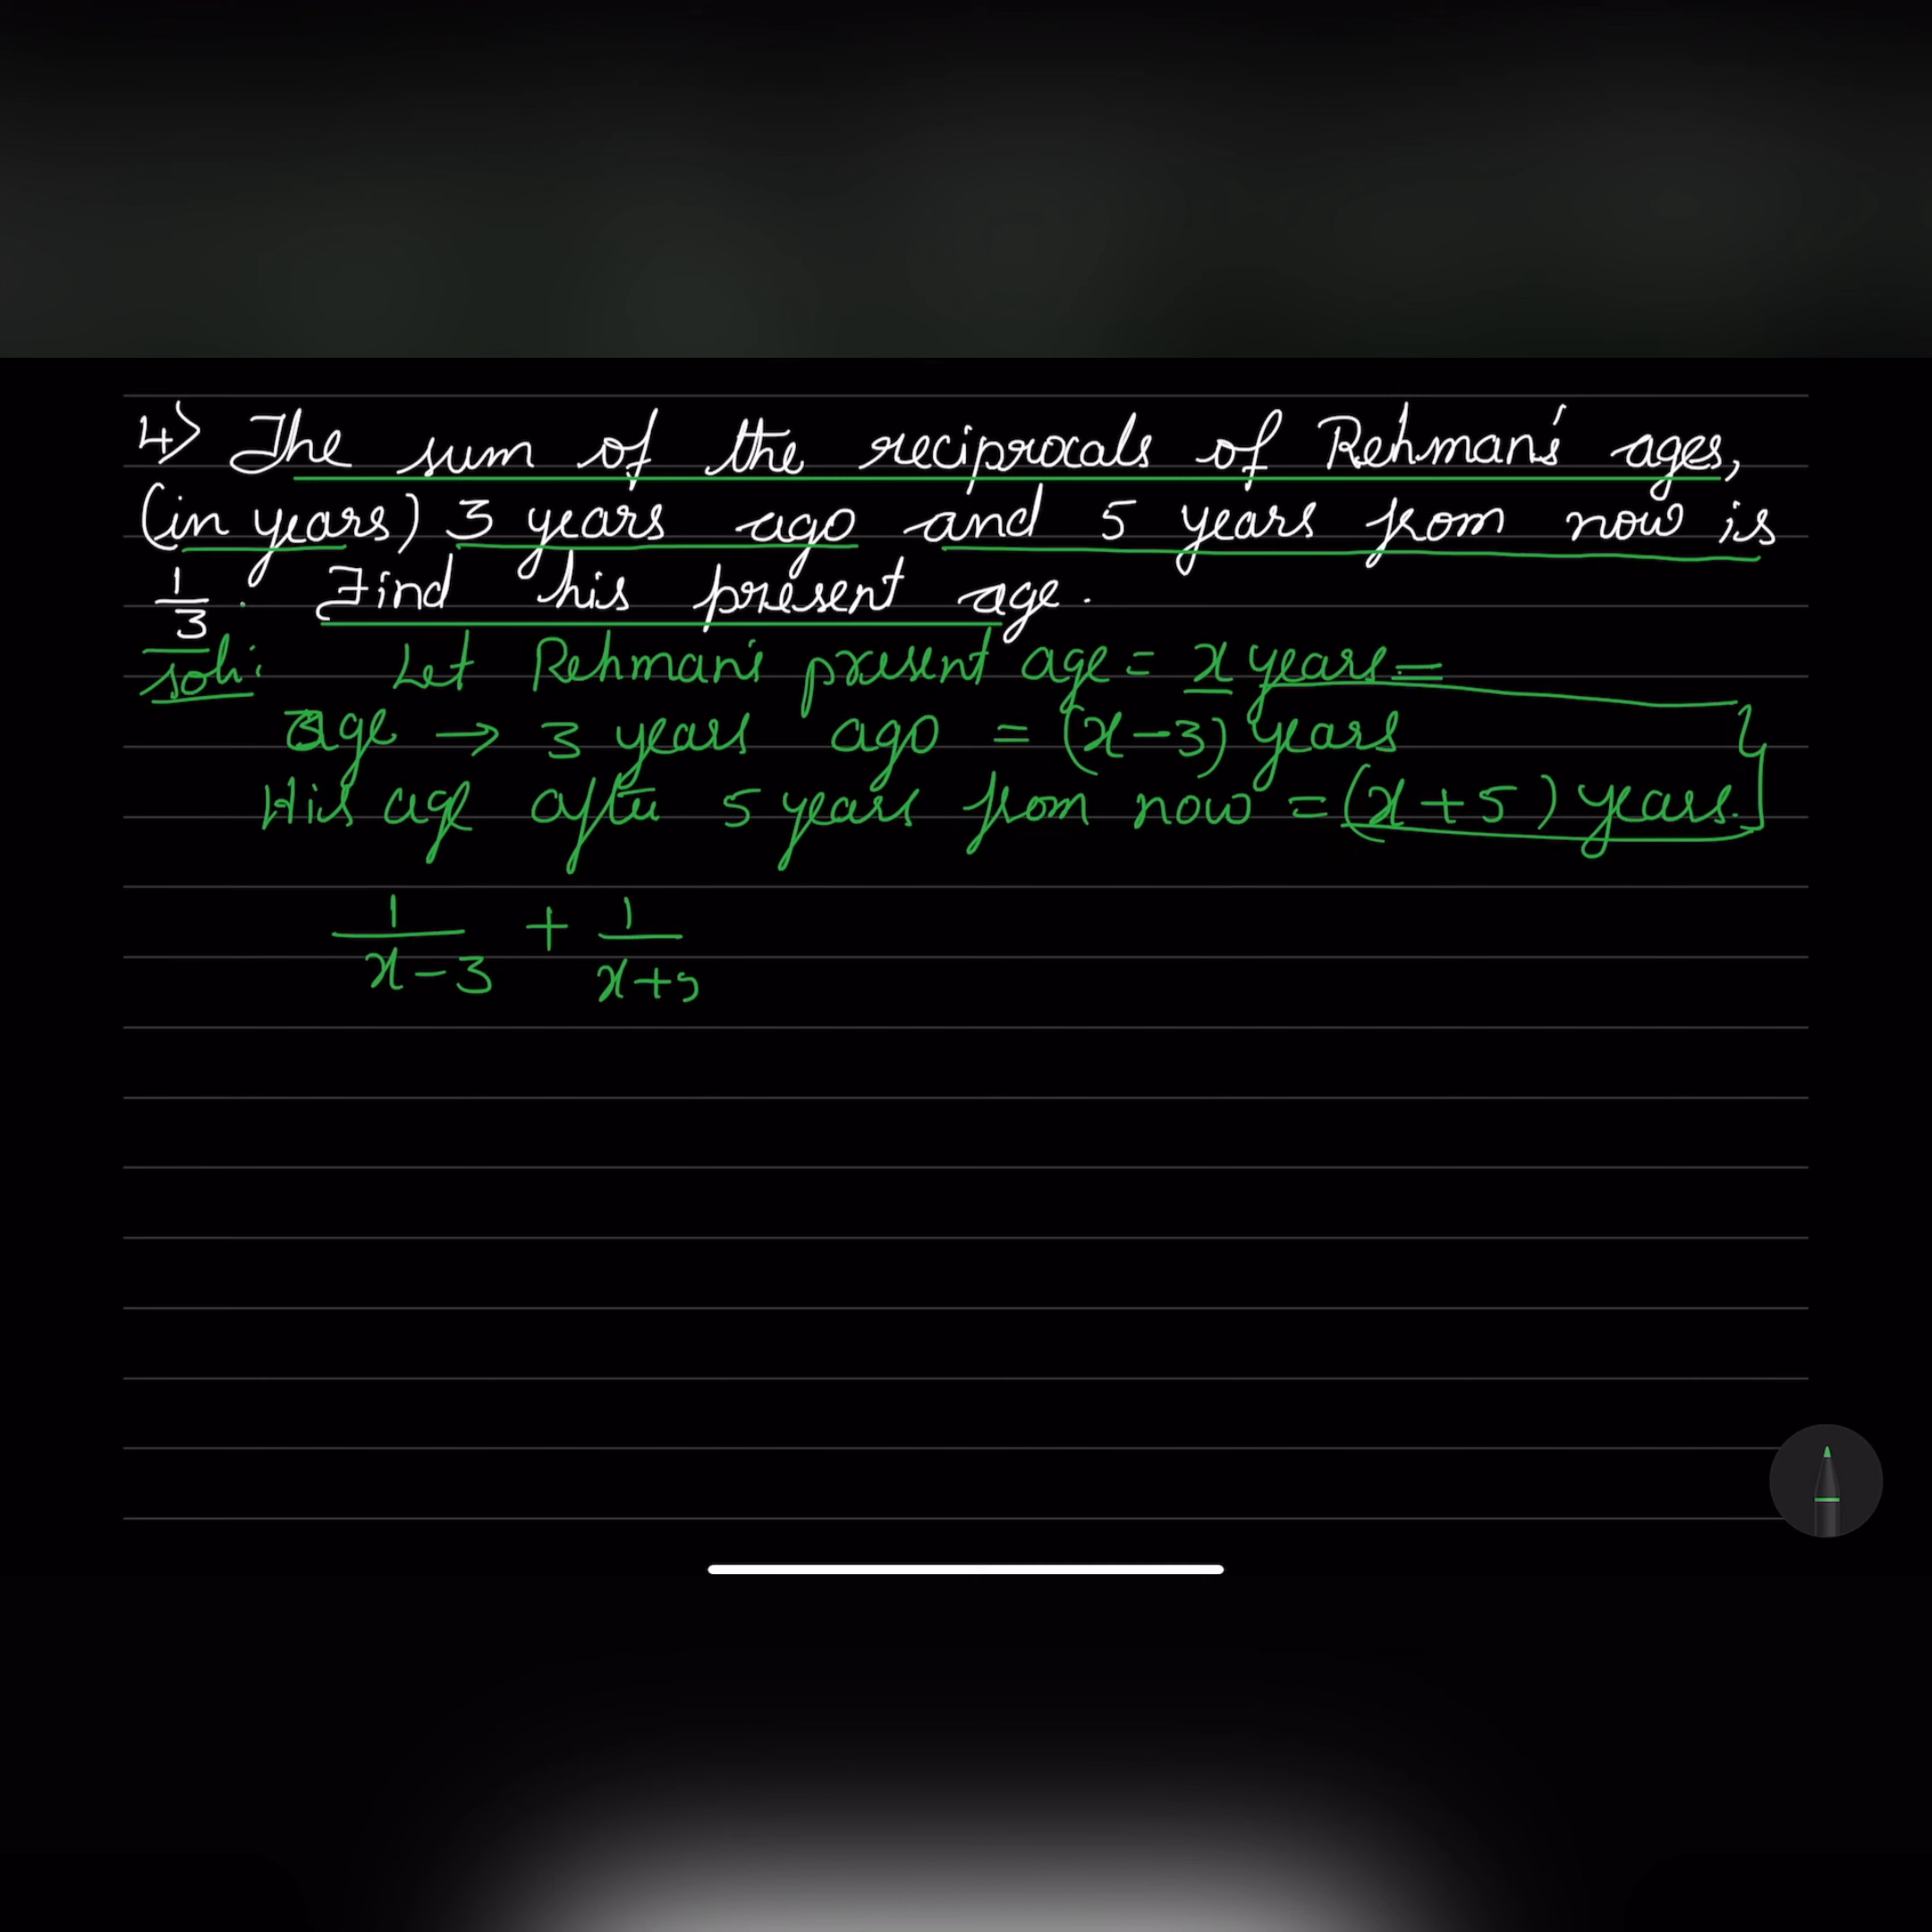 4) The sum of the reciprocals of Rehman's ages,
(in years) 3 years ago and 5 years from now is
1/3. Find his present age.
soln: Let Rehman's present age = x years =
age → 3 years ago = (x-3) years
His age after 5 years from now = (x+5) years.
1/(x-3) + 1/(x+5)